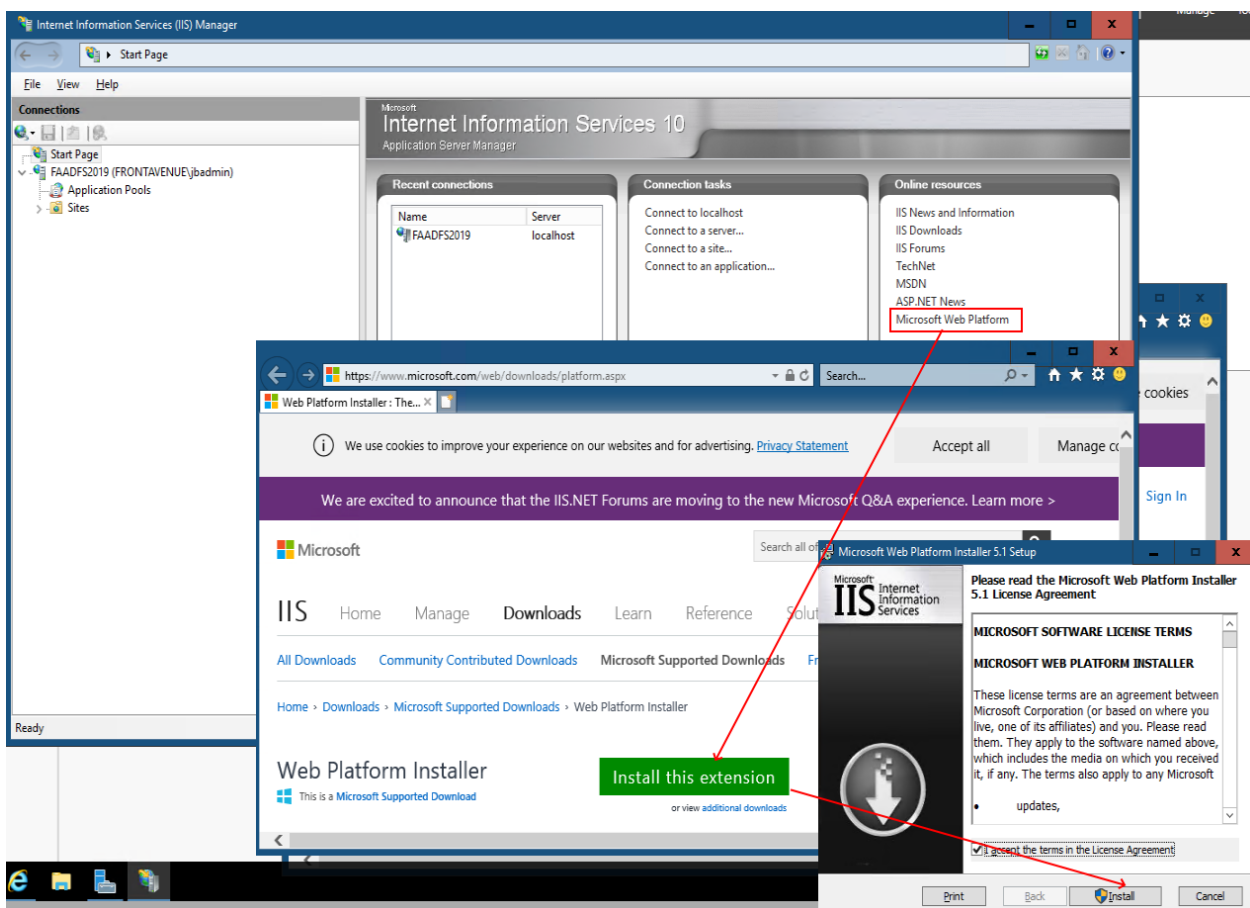 Internet Information Services (IIS) Manager
Manage
Start Page
File View Help
Connections
Start Page
FAADFS2019 (FRONTAVENUE\jbadmin)
Application Pools
Sites
Microsoft
Internet Information Services 10
Application Server Manager
Recent connections
Name Server
FAADFS2019 localhost
Connection tasks
Connect to localhost
Connect to a server...
Connect to a site...
Connect to an application...
Online resources
IIS News and Information
IIS Downloads
IIS Forums
TechNet
MSDN
ASP.NET News
Microsoft Web Platform
Ready
https://www.microsoft.com/web/downloads/platform.aspx
Search...
Web Platform Installer : The...
cookies
We use cookies to improve your experience on our websites and for advertising. Privacy Statement
Accept all
Manage co
We are excited to announce that the IIS.NET Forums are moving to the new Microsoft Q&A experience. Learn more >
Sign In
Microsoft
Search all of
IIS Home Manage Downloads Learn Reference Solut
All Downloads Community Contributed Downloads Microsoft Supported Downloads Fr
Home › Downloads › Microsoft Supported Downloads › Web Platform Installer
Web Platform Installer
This is a Microsoft Supported Download
Install this extension
or view additional downloads
Microsoft Web Platform Installer 5.1 Setup
Microsoft
IIS Internet
Information
Services
Please read the Microsoft Web Platform Installer
5.1 License Agreement
MICROSOFT SOFTWARE LICENSE TERMS
MICROSOFT WEB PLATFORM INSTALLER
These license terms are an agreement between
Microsoft Corporation (or based on where you
live, one of its affiliates) and you. Please read
them. They apply to the software named above,
which includes the media on which you received
it, if any. The terms also apply to any Microsoft
• updates,
I accept the terms in the License Agreement
Print Back Install Cancel